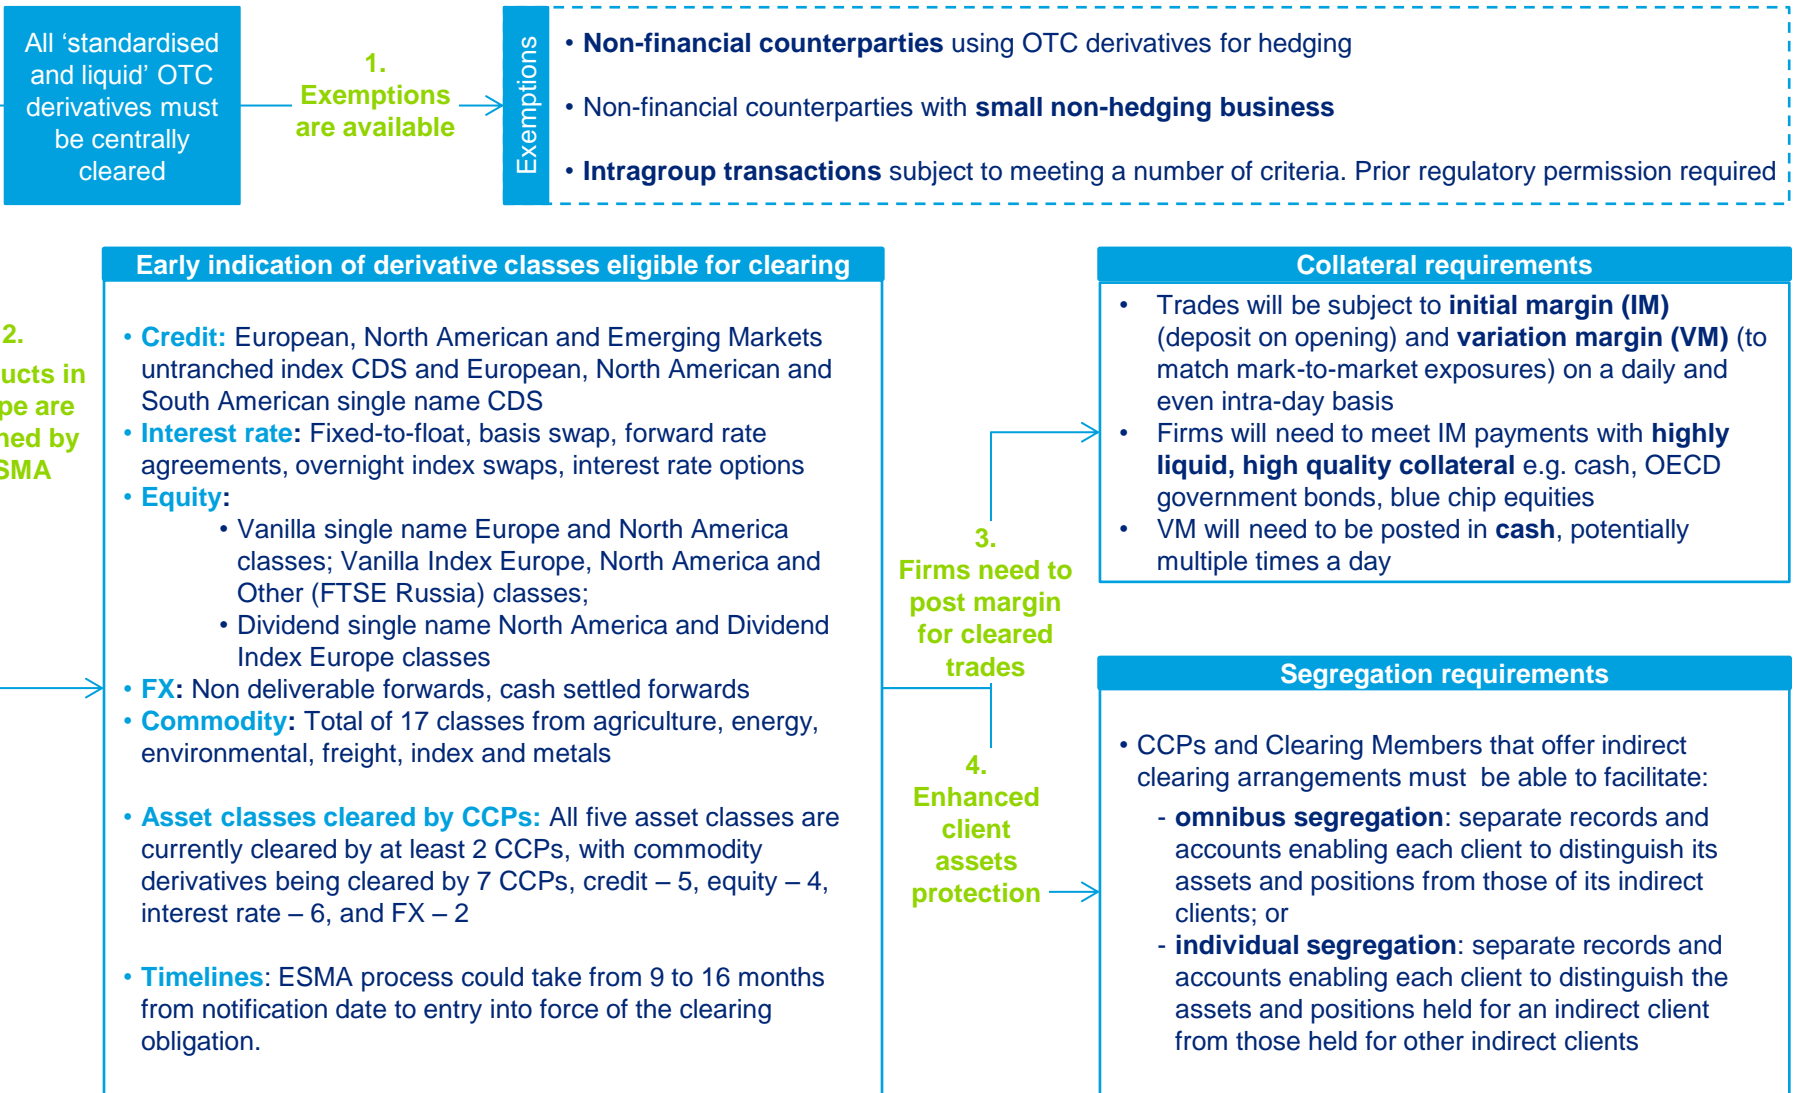 All ‘standardised
and liquid’ OTC
derivatives must
be centrally
cleared
1.
Exemptions
are available
Exemptions
• Non-financial counterparties using OTC derivatives for hedging
• Non-financial counterparties with small non-hedging business
• Intragroup transactions subject to meeting a number of criteria. Prior regulatory permission required
2.
ucts in
pe are
ned by
SMA
Early indication of derivative classes eligible for clearing
• Credit: European, North American and Emerging Markets
untranched index CDS and European, North American and
South American single name CDS
• Interest rate: Fixed-to-float, basis swap, forward rate
agreements, overnight index swaps, interest rate options
• Equity:
• Vanilla single name Europe and North America
classes; Vanilla Index Europe, North America and
Other (FTSE Russia) classes;
• Dividend single name North America and Dividend
Index Europe classes
• FX: Non deliverable forwards, cash settled forwards
• Commodity: Total of 17 classes from agriculture, energy,
environmental, freight, index and metals
• Asset classes cleared by CCPs: All five asset classes are
currently cleared by at least 2 CCPs, with commodity
derivatives being cleared by 7 CCPs, credit – 5, equity – 4,
interest rate – 6, and FX – 2
• Timelines: ESMA process could take from 9 to 16 months
from notification date to entry into force of the clearing
obligation.
3.
Firms need to
post margin
for cleared
trades
4.
Enhanced
client
assets
protection
Collateral requirements
• Trades will be subject to initial margin (IM)
(deposit on opening) and variation margin (VM) (to
match mark-to-market exposures) on a daily and
even intra-day basis
• Firms will need to meet IM payments with highly
liquid, high quality collateral e.g. cash, OECD
government bonds, blue chip equities
• VM will need to be posted in cash, potentially
multiple times a day
Segregation requirements
• CCPs and Clearing Members that offer indirect
clearing arrangements must be able to facilitate:
- omnibus segregation: separate records and
accounts enabling each client to distinguish its
assets and positions from those of its indirect
clients; or
- individual segregation: separate records and
accounts enabling each client to distinguish the
assets and positions held for an indirect client
from those held for other indirect clients